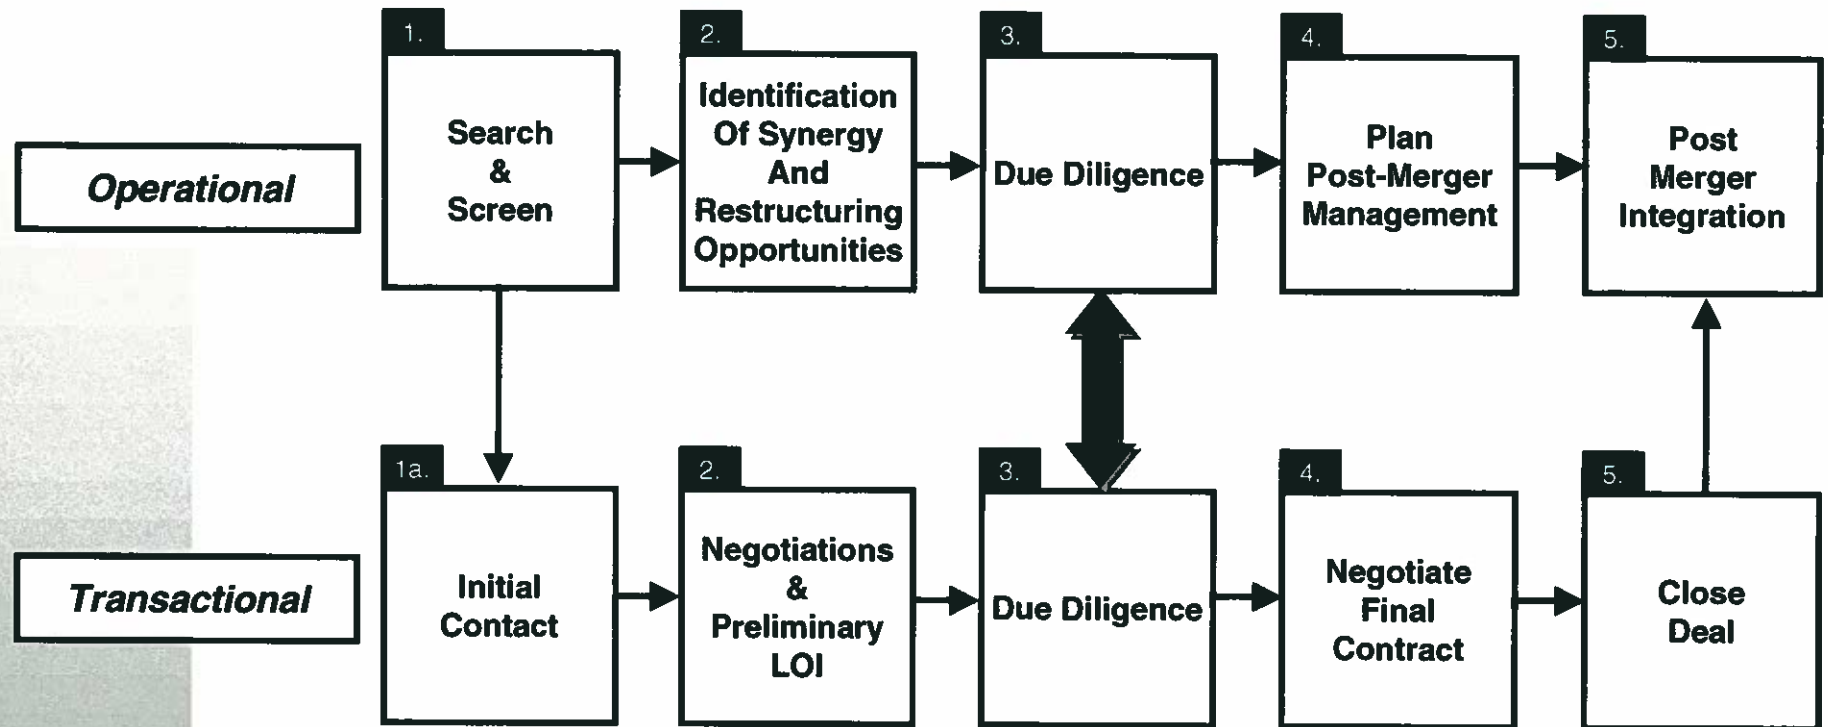 Operational
1.
Search
&
Screen
2.
Identification
Of Synergy
And
Restructuring
Opportunities
3.
Due Diligence
4.
Plan
Post-Merger
Management
5.
Post
Merger
Integration
Transactional
1a.
Initial
Contact
2.
Negotiations
&
Preliminary
LOI
3.
Due Diligence
4.
Negotiate
Final
Contract
5.
Close
Deal